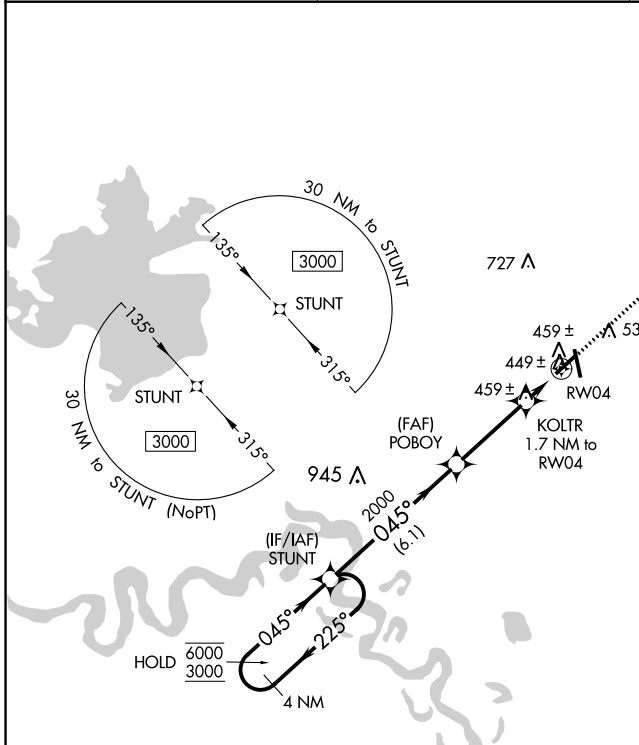 30 NM to STUNT
135°
3000
STUNT
315°
727
135°
STUNT
3000
315°
30 NM to STUNT (NoPT)
459 ±
53
449 ±
RW04
459 ±
KOLTR
1.7 NM to
RW04
(FAF)
POBOY
945
2000
045°
(6.1)
(IF/IAF)
STUNT
045°
225°
HOLD
6000
3000
4 NM